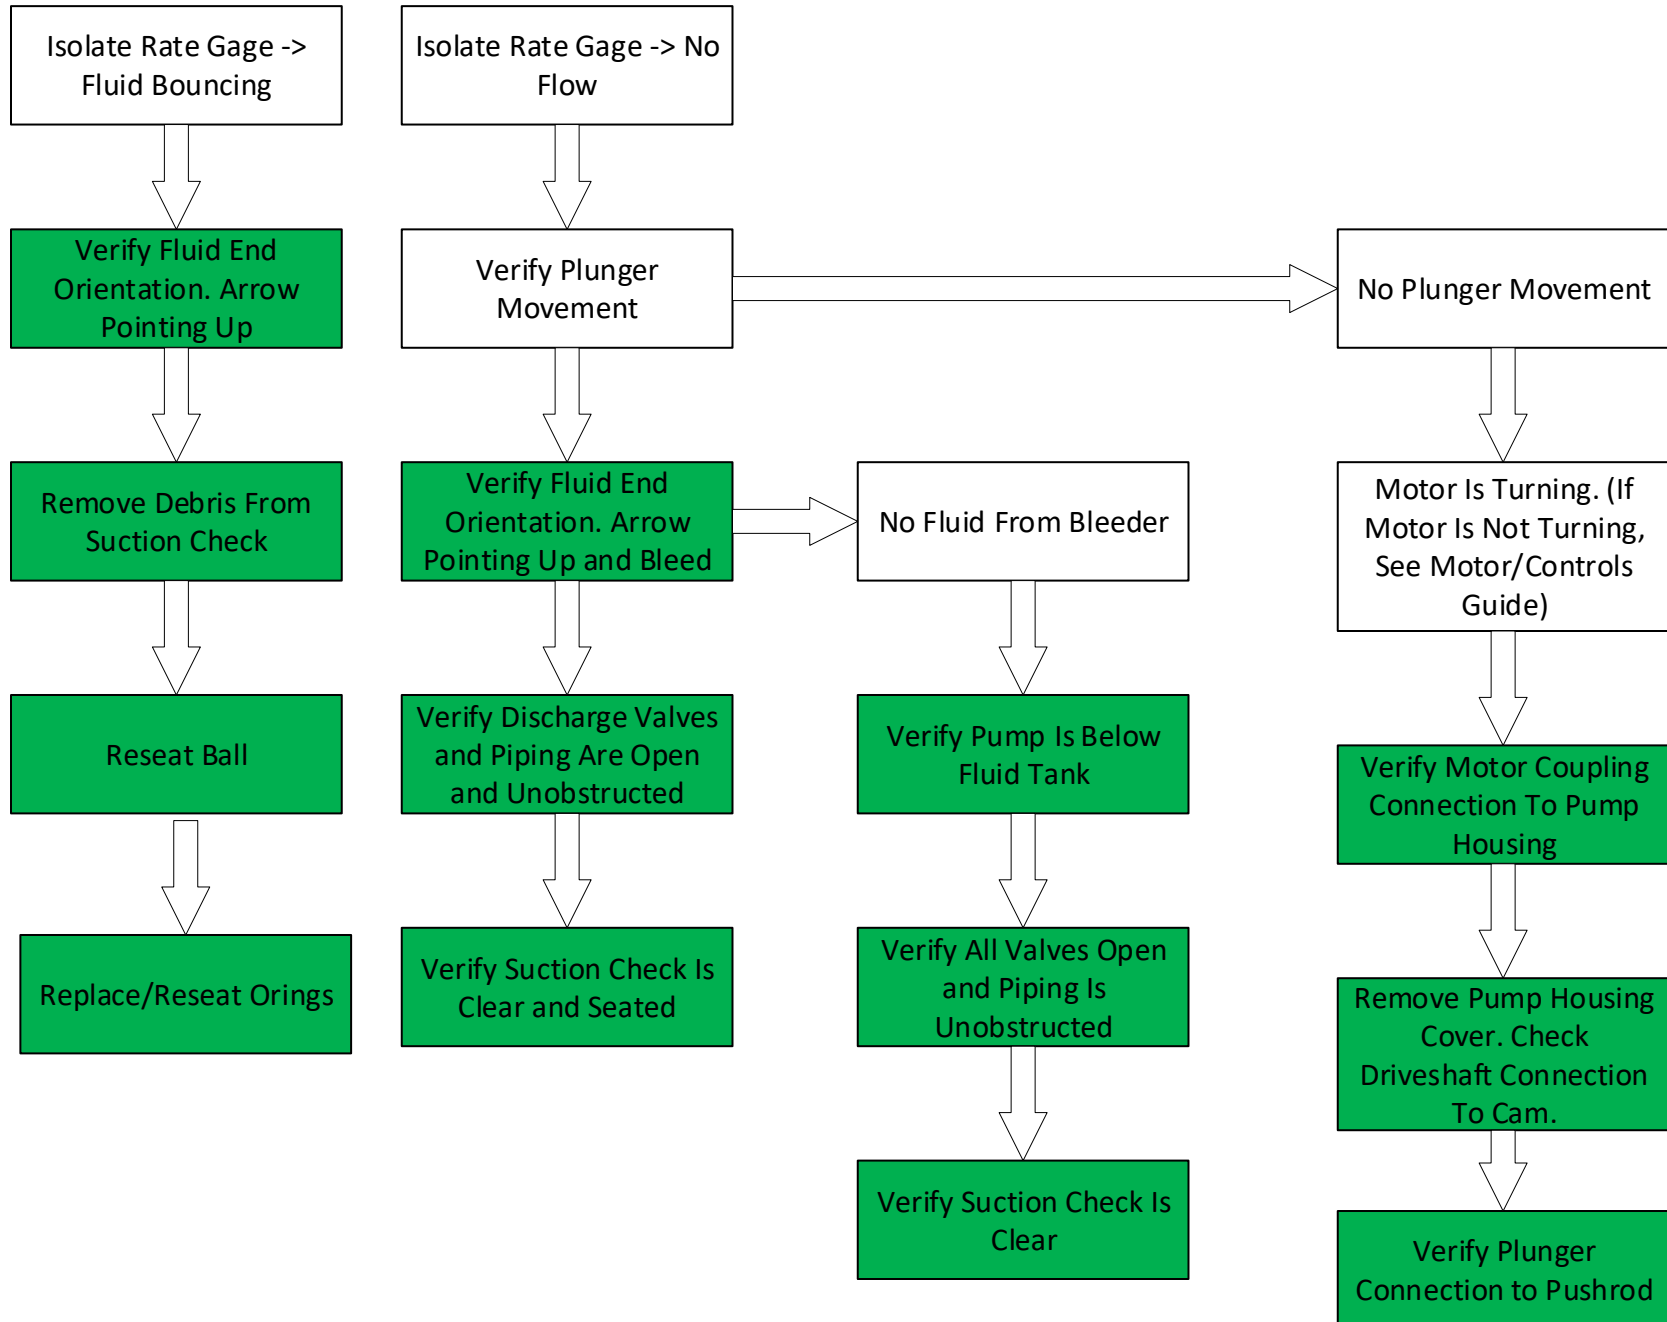 Isolate Rate Gage ->
Fluid Bouncing
Verify Fluid End
Orientation. Arrow
Pointing Up
Remove Debris From
Suction Check
Reseat Ball
Replace/Reseat Orings
Isolate Rate Gage -> No
Flow
Verify Plunger
Movement
Verify Fluid End
Orientation. Arrow
Pointing Up and Bleed
Verify Discharge Valves
and Piping Are Open
and Unobstructed
Verify Suction Check Is
Clear and Seated
No Fluid From Bleeder
Verify Pump Is Below
Fluid Tank
Verify All Valves Open
and Piping Is
Unobstructed
Verify Suction Check Is
Clear
No Plunger Movement
Motor Is Turning. (If
Motor Is Not Turning,
See Motor/Controls
Guide)
Verify Motor Coupling
Connection To Pump
Housing
Remove Pump Housing
Cover. Check
Driveshaft Connection
To Cam.
Verify Plunger
Connection to Pushrod